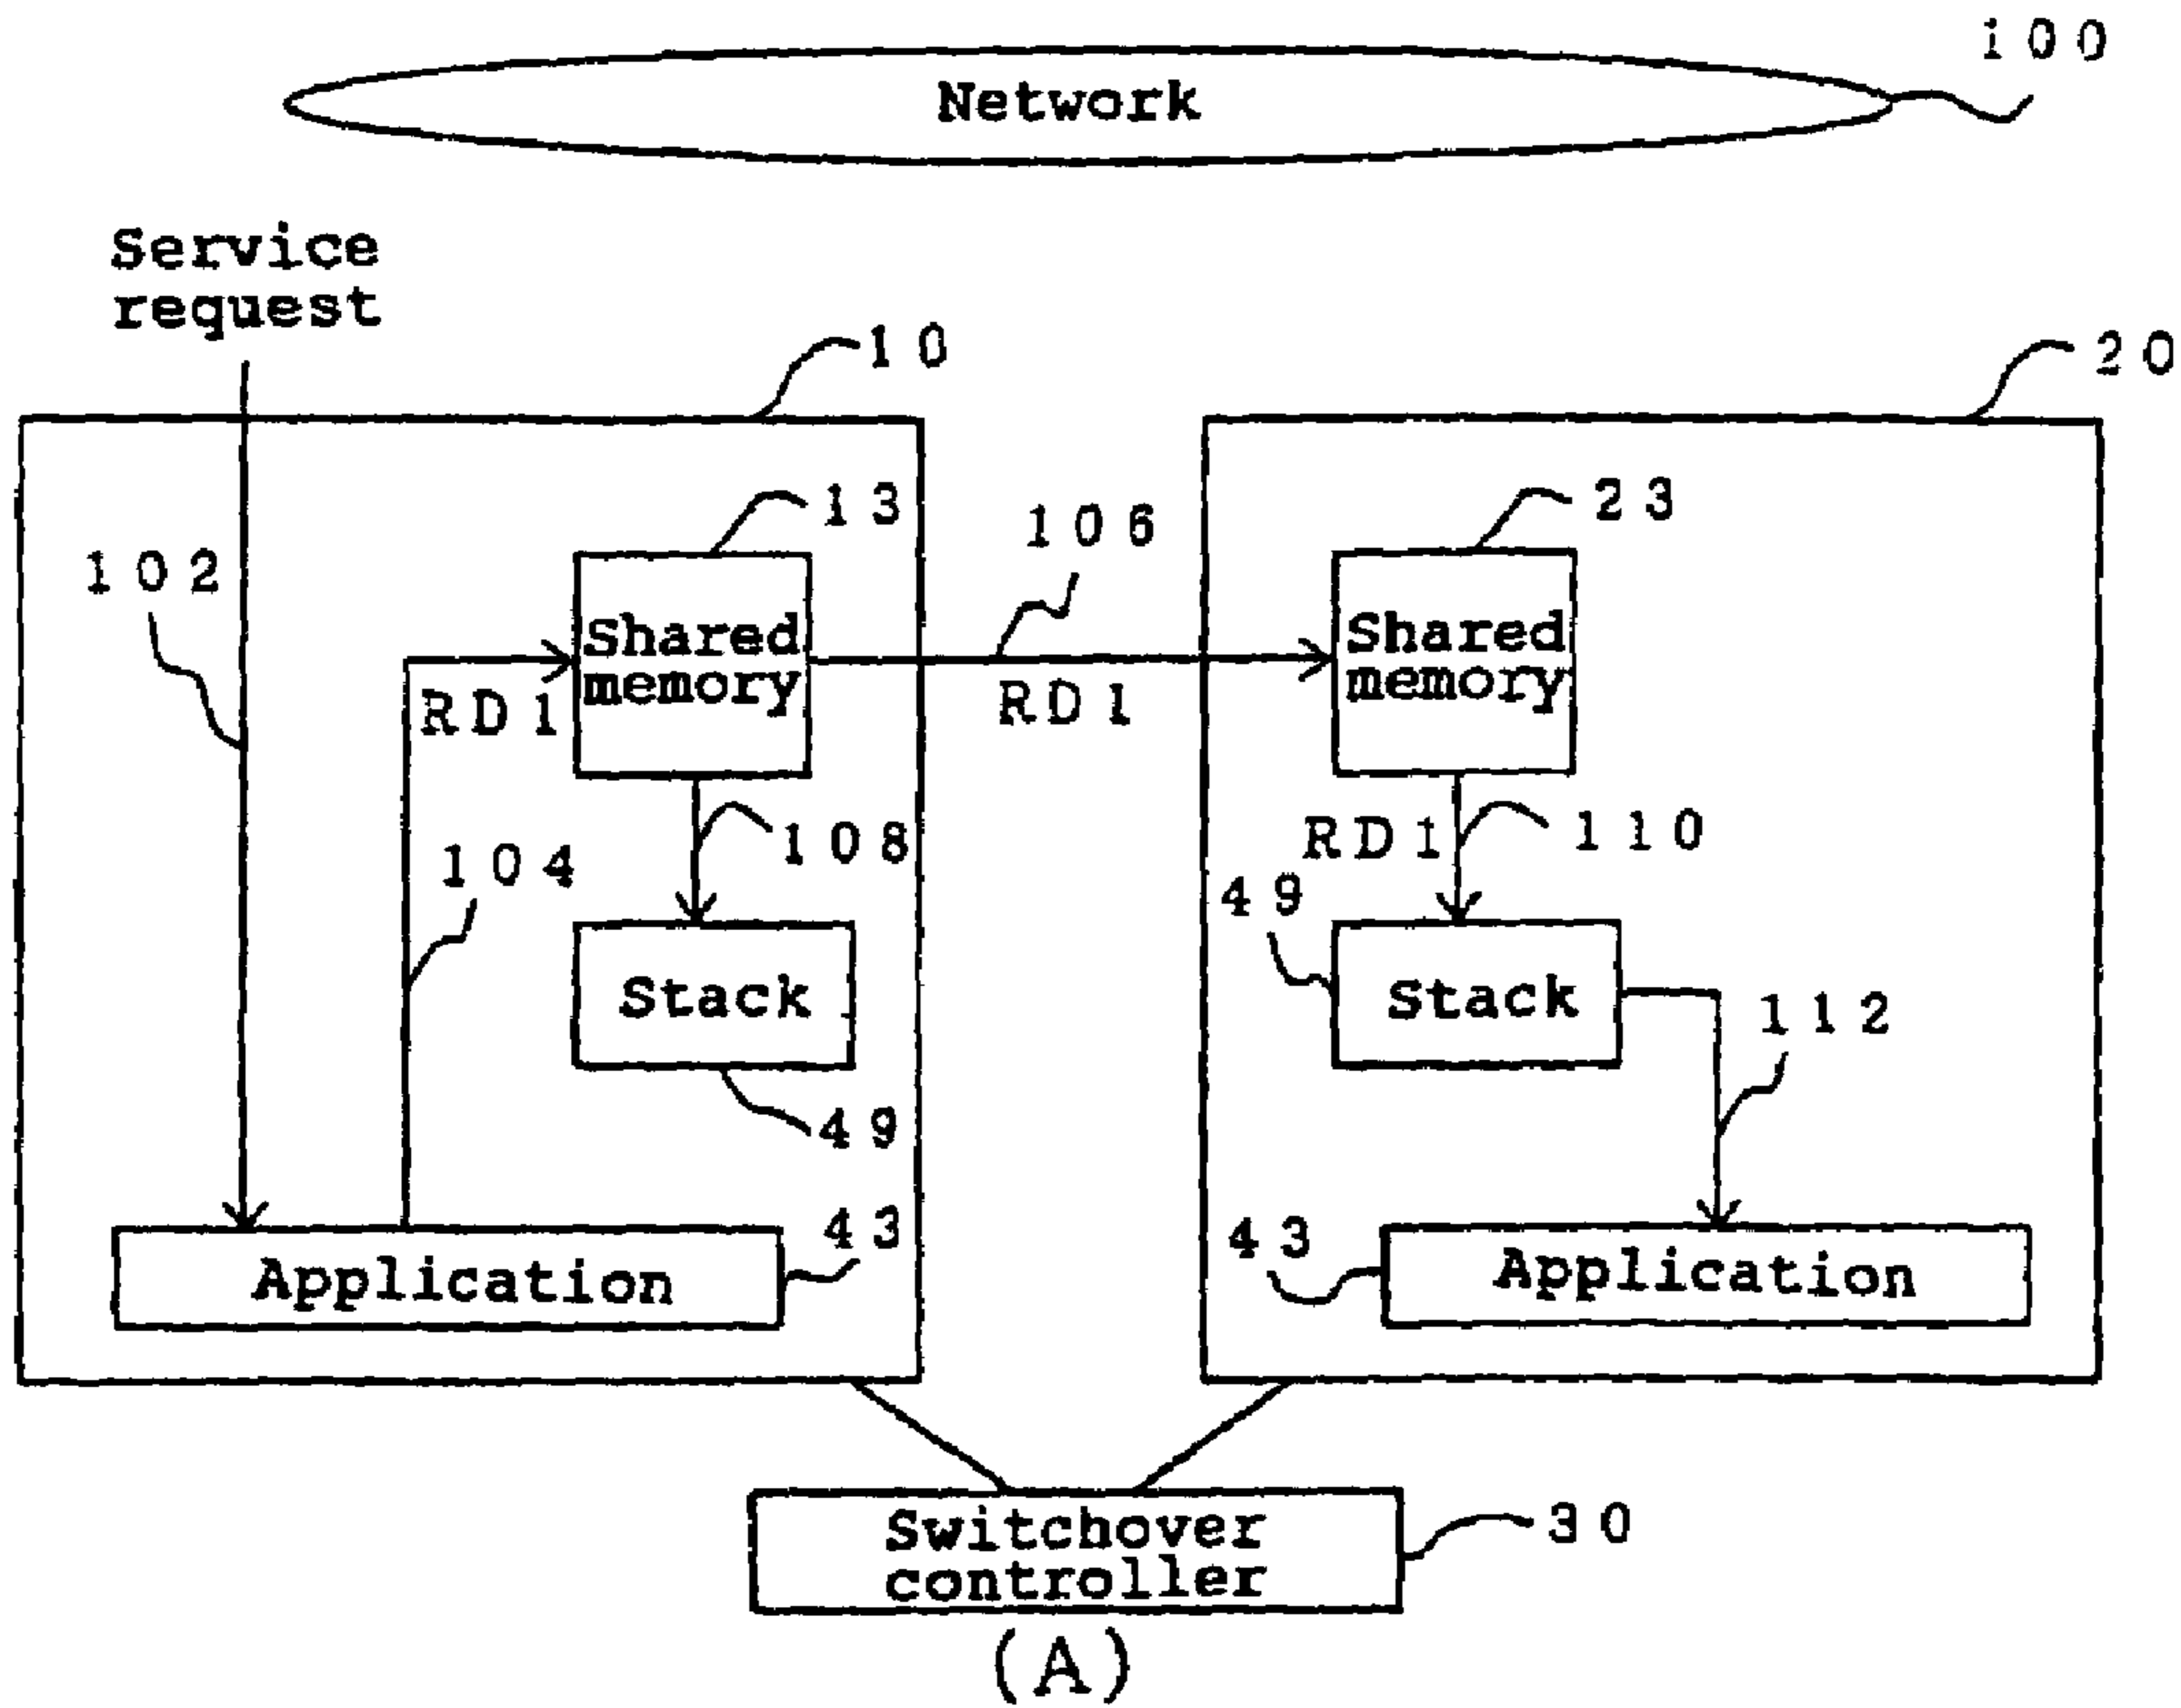 100
Network
Service
request
10
20
13
23
106
102
Shared
memory
Shared
memory
RD1
RD1
108
RD1
110
104
49
Stack
Stack
112
49
43
43
Application
Application
Switchover
controller
30
(A)